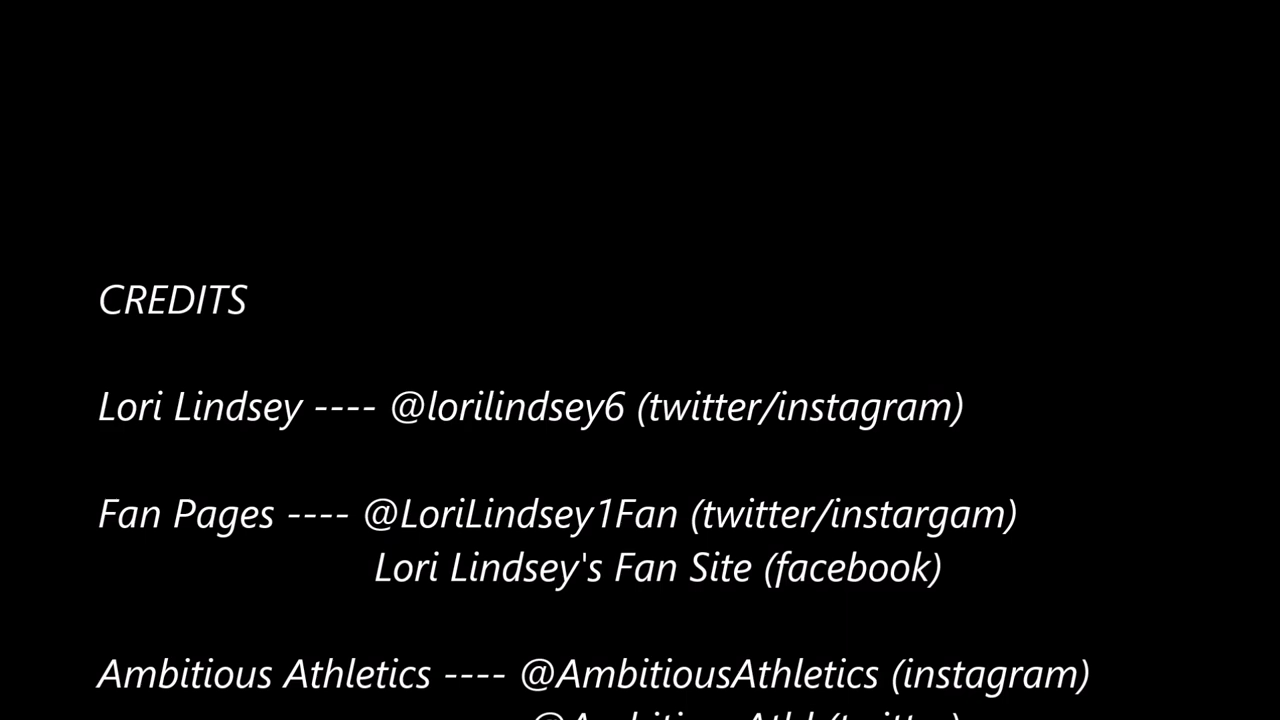 CREDITS
Lori Lindsey ---- @lorilindsey6 (twitter/instagram)
Fan Pages ---- @LoriLindsey1Fan (twitter/instargam)
Lori Lindsey's Fan Site (facebook)
Ambitious Athletics ---- @AmbitiousAthletics (instagram)